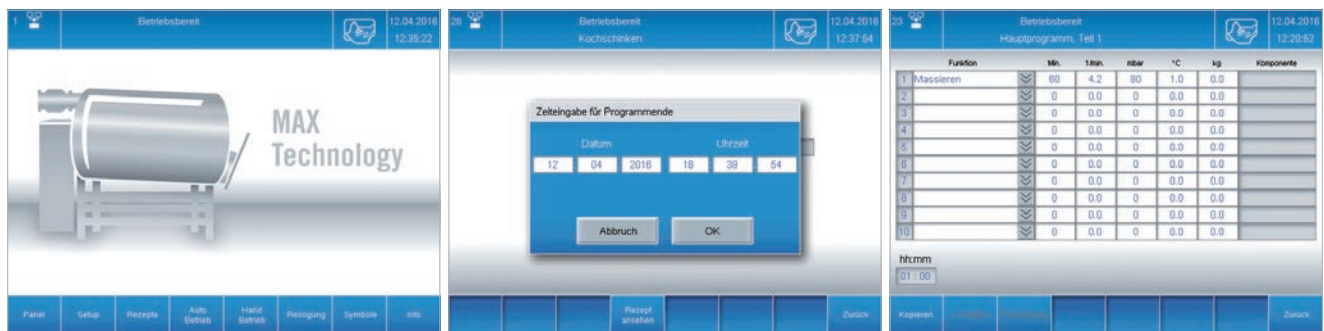 1
Betriebsbereit
12.04.2016
12:35:22
MAX
Technology
Panel
Setup
Rezepte
Auto
Betrieb
Hand
Betrieb
Reinigung
Symbole
Info
26
Betriebsbereit
Kochschinken
12.04.2016
12:37:54
Zeiteingabe für Programmende
Datum
Uhrzeit
12 04 2016 18 39 54
Abbruch
OK
Rezept
ansehen
Zurück
23
Betriebsbereit
Hauptprogramm, Teil 1
12.04.2016
12:20:52
Funktion Min. 1/min. mbar °C kg Komponente
1 Massieren 60 4.2 80 1.0 0.0
2 0 0.0 0 0.0 0.0
3 0 0.0 0 0.0 0.0
4 0 0.0 0 0.0 0.0
5 0 0.0 0 0.0 0.0
6 0 0.0 0 0.0 0.0
7 0 0.0 0 0.0 0.0
8 0 0.0 0 0.0 0.0
9 0 0.0 0 0.0 0.0
10 0 0.0 0 0.0 0.0
hh:mm
01 : 00
Kopieren
Zurück